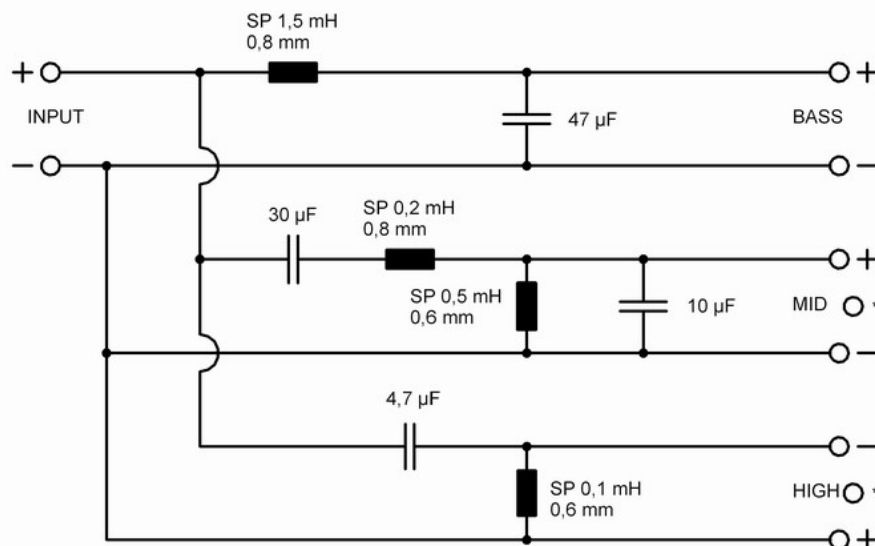 SP 1,5 mH
0,8 mm
+ +
INPUT 47 µF BASS
− −
30 µF SP 0,2 mH
0,8 mm
+
SP 0,5 mH
0,6 mm
10 µF MID
−
4,7 µF
−
SP 0,1 mH
0,6 mm
HIGH
+